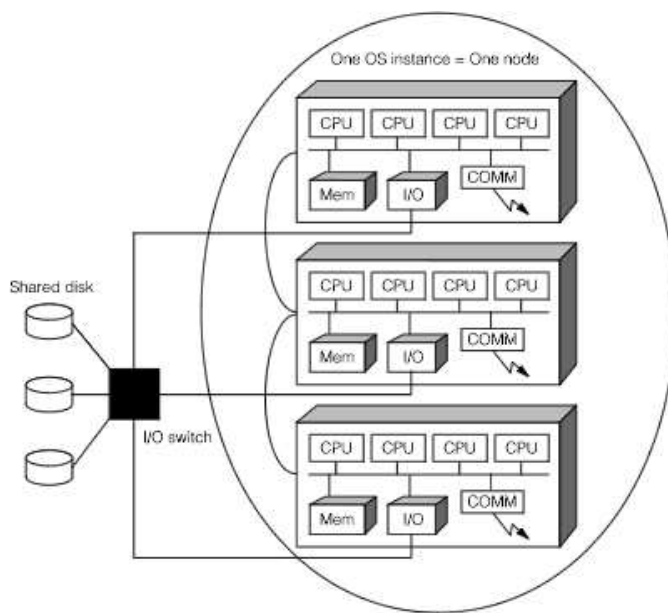 One OS instance = One node
CPU CPU CPU CPU
Mem I/O COMM
CPU CPU CPU CPU
Mem I/O COMM
Shared disk
I/O switch
CPU CPU CPU CPU
Mem I/O COMM